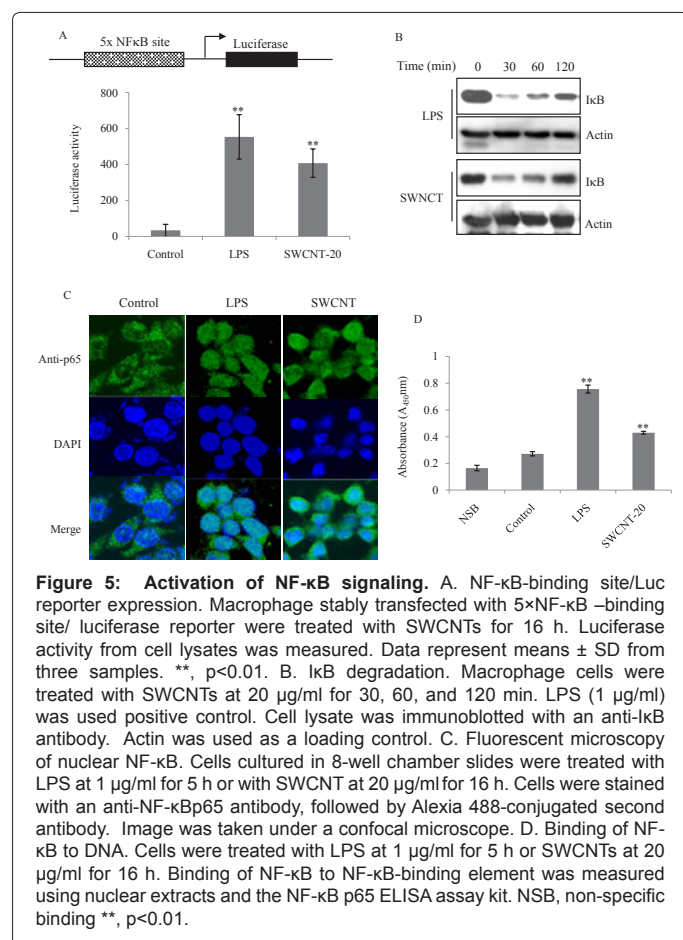 A
5x NFκB site
Luciferase
Luciferase activity
800
600
400
200
0
**
**
Control
LPS
SWCNT-20
B
Time (min) 0 30 60 120
LPS
IκB
Actin
SWNCT
IκB
Actin
C
Control
LPS
SWCNT
Anti-p65
DAPI
Merge
D
Absorbance (A450nm)
1
0.8
0.6
0.4
0.2
0
**
**
NSB
Control
LPS
SWCNT-20
Figure 5: Activation of NF-κB signaling. A. NF-κB-binding site/Luc
reporter expression. Macrophage stably transfected with 5×NF-κB –binding
site/ luciferase reporter were treated with SWCNTs for 16 h. Luciferase
activity from cell lysates was measured. Data represent means ± SD from
three samples. **, p<0.01. B. IκB degradation. Macrophage cells were
treated with SWCNTs at 20 µg/ml for 30, 60, and 120 min. LPS (1 µg/ml)
was used positive control. Cell lysate was immunoblotted with an anti-IκB
antibody. Actin was used as a loading control. C. Fluorescent microscopy
of nuclear NF-κB. Cells cultured in 8-well chamber slides were treated with
LPS at 1 µg/ml for 5 h or with SWCNT at 20 µg/ml for 16 h. Cells were stained
with an anti-NF-κBp65 antibody, followed by Alexia 488-conjugated second
antibody. Image was taken under a confocal microscope. D. Binding of NF-
κB to DNA. Cells were treated with LPS at 1 µg/ml for 5 h or SWCNTs at 20
µg/ml for 16 h. Binding of NF-κB to NF-κB-binding element was measured
using nuclear extracts and the NF-κB p65 ELISA assay kit. NSB, non-specific
binding **, p<0.01.